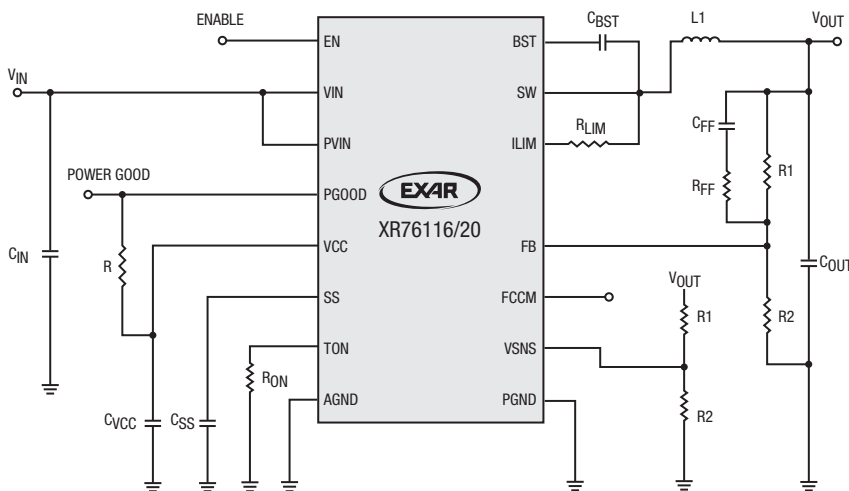 ENABLE
EN
BST
CBST
L1
VOUT
VIN
VIN
SW
PVIN
ILIM
RLIM
CFF
R1
POWER GOOD
PGOOD
EXAR
RFF
XR76116/20
CIN
R
VCC
FB
COUT
SS
FCCM
VOUT
R1
R2
TON
RON
VSNS
AGND
PGND
R2
CVCC
CSS